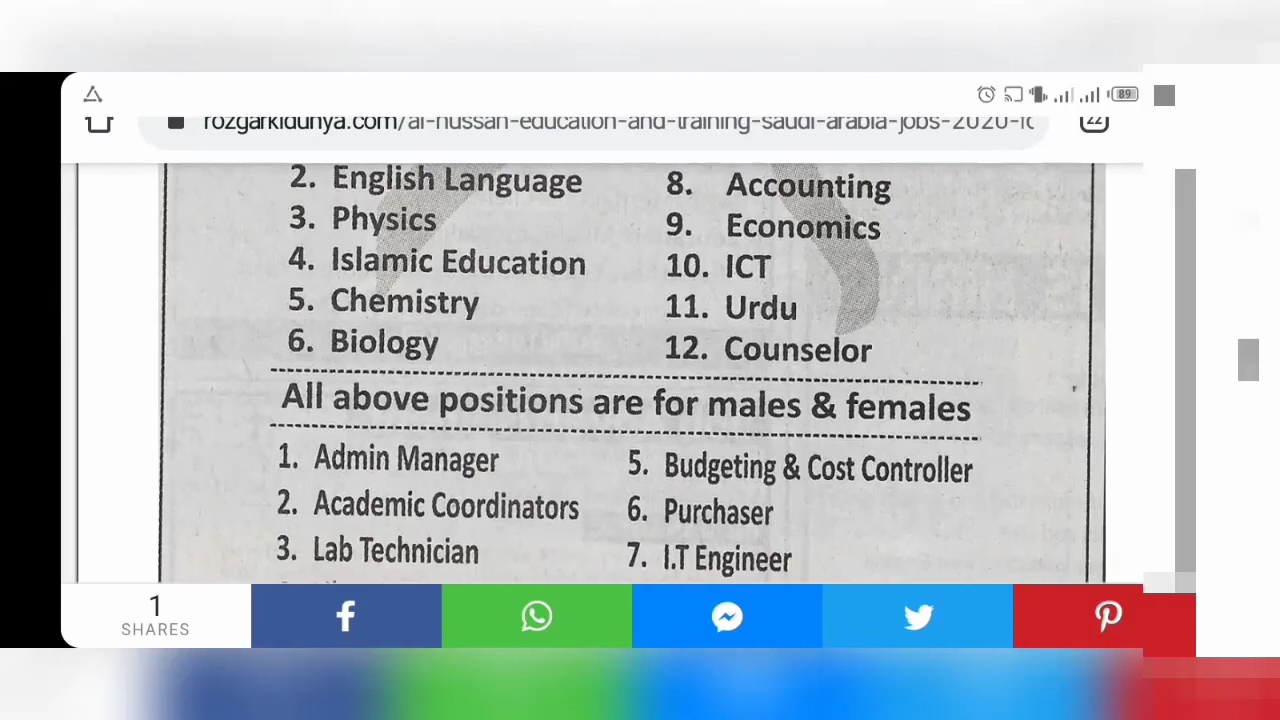 89
rozgarkidunya.com/al-hussan-education-and-training-saudi-arabia-jobs-2020-
22
2. English Language
8. Accounting
3. Physics
9. Economics
4. Islamic Education
10. ICT
5. Chemistry
11. Urdu
6. Biology
12. Counselor
All above positions are for males & females
1. Admin Manager
5. Budgeting & Cost Controller
2. Academic Coordinators
6. Purchaser
3. Lab Technician
7. I.T Engineer
1
SHARES